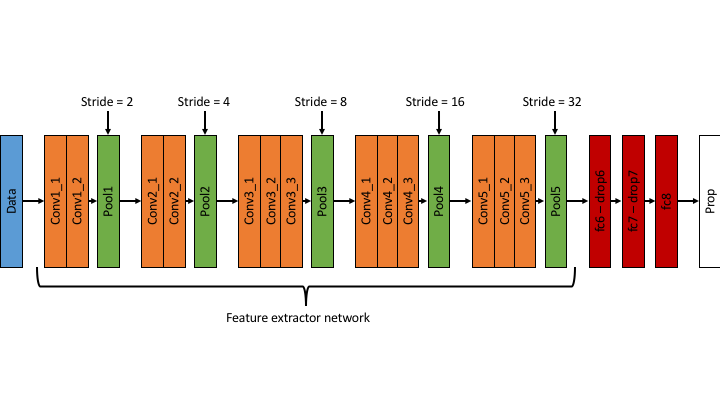 Stride = 2
Stride = 4
Stride = 8
Stride = 16
Stride = 32
Data
Conv1_1
Conv1_2
Pool1
Conv2_1
Conv2_2
Pool2
Conv3_1
Conv3_2
Conv3_3
Pool3
Conv4_1
Conv4_2
Conv4_3
Pool4
Conv5_1
Conv5_2
Conv5_3
Pool5
fc6 – drop6
fc7 – drop7
fc8
Prop
Feature extractor network